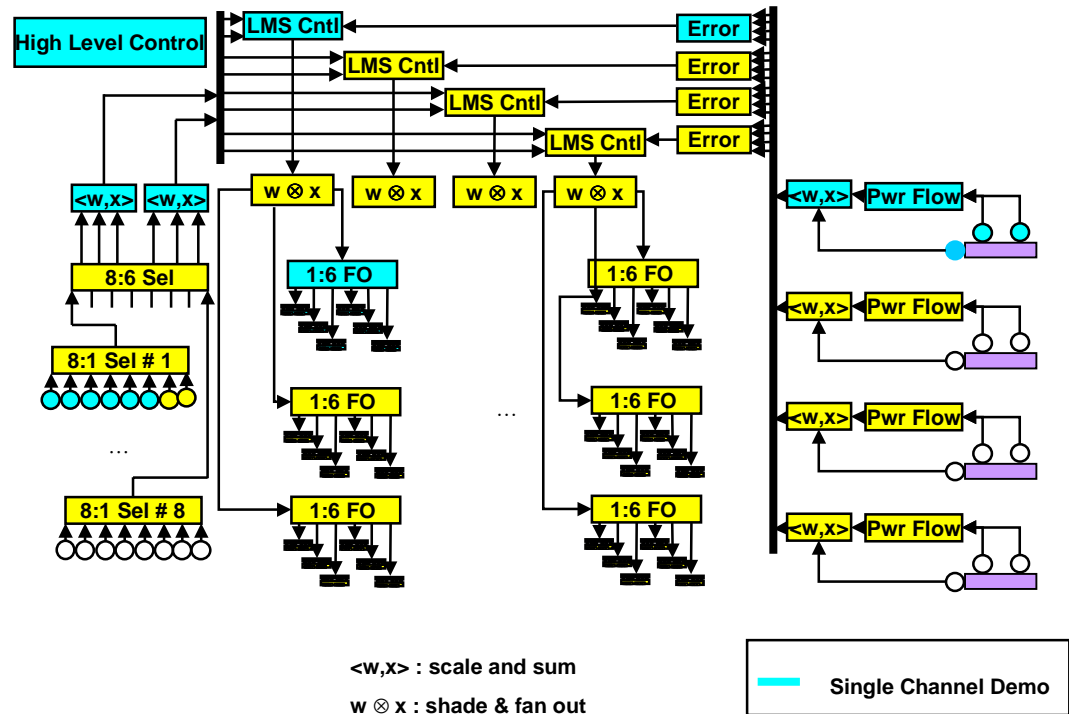 High Level Control
LMS Cntl
Error
LMS Cntl
Error
LMS Cntl
Error
LMS Cntl
Error
<w,x>
<w,x>
w ⊗ x
w ⊗ x
w ⊗ x
w ⊗ x
<w,x>
Pwr Flow
8:6 Sel
1:6 FO
1:6 FO
<w,x>
Pwr Flow
8:1 Sel # 1
1:6 FO
...
1:6 FO
<w,x>
Pwr Flow
...
8:1 Sel # 8
1:6 FO
1:6 FO
<w,x>
Pwr Flow
<w,x> : scale and sum
w ⊗ x : shade & fan out
Single Channel Demo